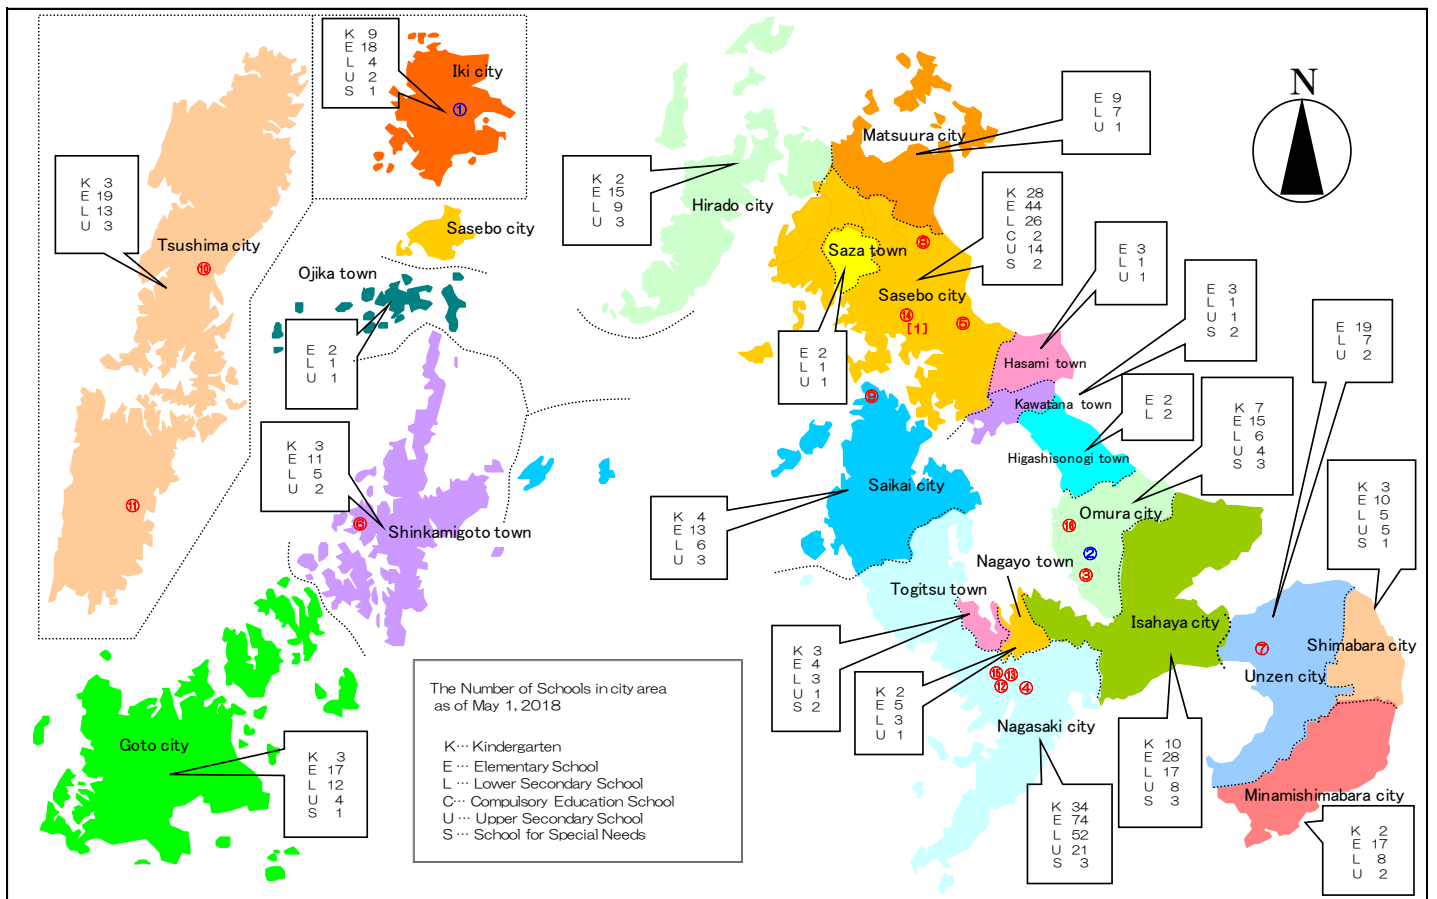 K 9
E 18
L 4
U 2
S 1
Iki city
①
K 3
E 19
L 13
U 3
Tsushima city
⑩
⑪
Sasebo city
Ojika town
E 2
L 1
U 1
K 3
E 11
L 5
U 2
⑥
Shinkamigoto town
Goto city
K 3
E 17
L 12
U 4
S 1
K 2
E 15
L 9
U 3
Hirado city
Matsuura city
E 9
L 7
U 1
N
K 28
E 44
L 26
C 2
U 14
S 2
⑧
Saza town
Sasebo city
⑭
[1]
⑤
E 2
L 1
U 1
E 3
L 1
U 1
Hasami town
E 3
L 1
U 1
S 2
Kawatana town
E 2
L 2
Higashisonogi town
E 19
L 7
U 2
K 7
E 15
L 6
U 4
S 3
Omura city
②
③
⑨
Saikai city
K 4
E 13
L 6
U 3
K 3
E 10
L 5
U 5
S 1
Nagayo town
Togitsu town
Isahaya city
⑦
Shimabara city
Unzen city
K 3
E 4
L 3
U 1
S 2
K 2
E 5
L 3
U 1
⑬
⑫
④
Nagasaki city
K 10
E 28
L 17
U 8
S 3
K 34
E 74
L 52
U 21
S 3
Minamishimabara city
K 2
E 17
L 8
U 2
The Number of Schools in city area
as of May 1, 2018
K… Kindergarten
E … Elementary School
L … Lower Secondary School
C… Compulsory Education School
U … Upper Secondary School
S … School for Special Needs